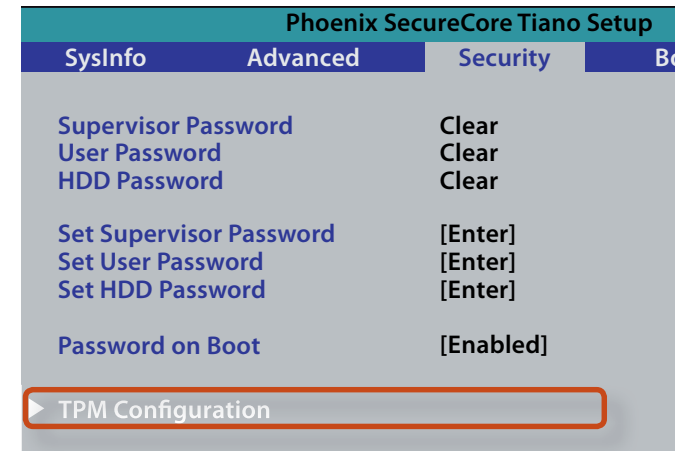 Phoenix SecureCore Tiano Setup
SysInfo Advanced Security
Supervisor Password Clear
User Password Clear
HDD Password Clear
Set Supervisor Password [Enter]
Set User Password [Enter]
Set HDD Password [Enter]
Password on Boot [Enabled]
TPM Configuration